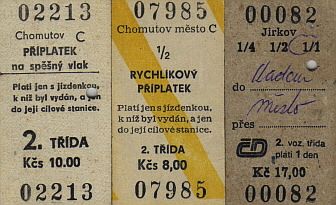 02213
Chomutov C
PŘÍPLATEK
na spěšný vlak
Platí jen s jízdenkou,
k níž byl vydán, a jen
do její cílové stanice.
2. TŘÍDA
Kčs 10.00
02213
07985
Chomutov město C
1/2
RYCHLÍKOVÝ
PŘÍPLATEK
Platí jen s jízdenkou,
k níž byl vydán, a jen
do její cílové stanice.
2. TŘÍDA
Kčs 8,00
07985
00082
Jirkov
1/4 1/2 1/1
do
město
přes
ČD 2. voz. třída
platí 1 den
Kč 17,00
00082